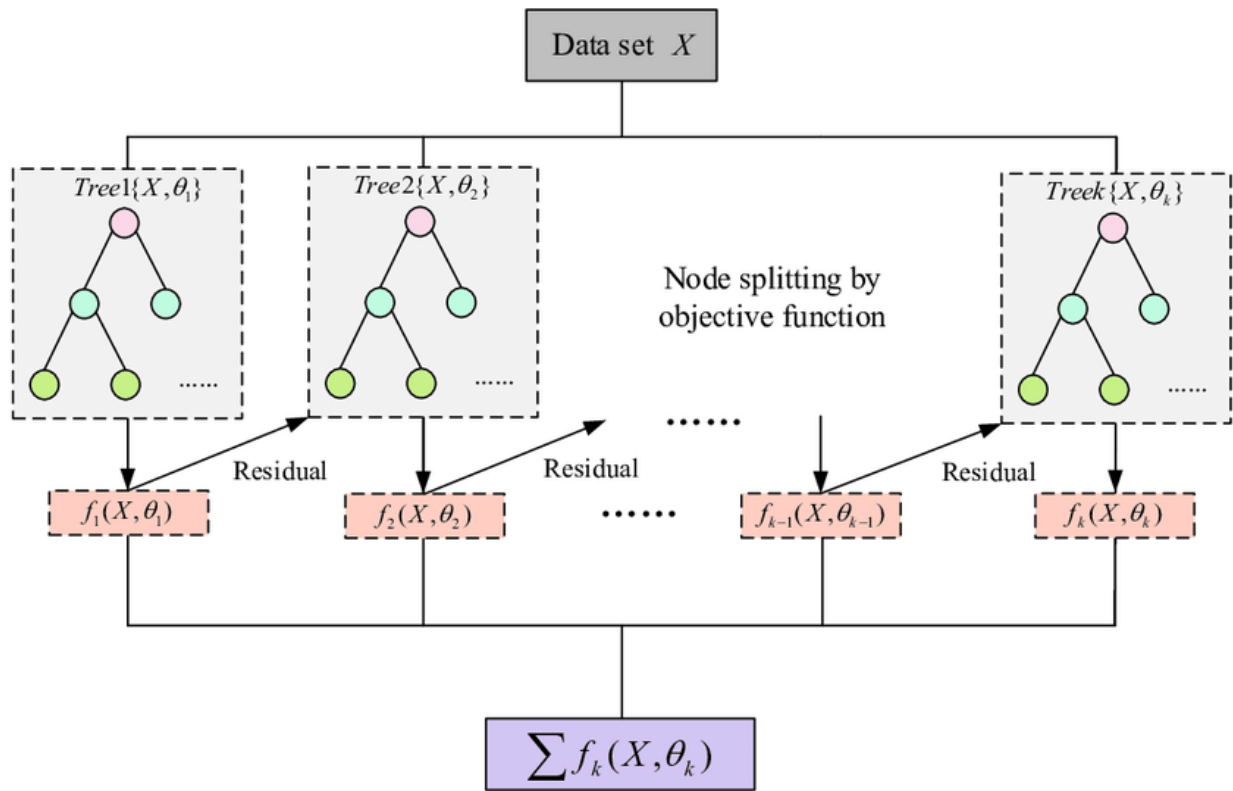 Data set X
Tree1{X,θ₁}
Tree2{X,θ₂}
Treek{X,θₖ}
Node splitting by
objective function
......
......
......
......
Residual
Residual
Residual
f₁(X,θ₁)
f₂(X,θ₂)
......
fₖ₋₁(X,θₖ₋₁)
fₖ(X,θₖ)
∑ fₖ(X,θₖ)